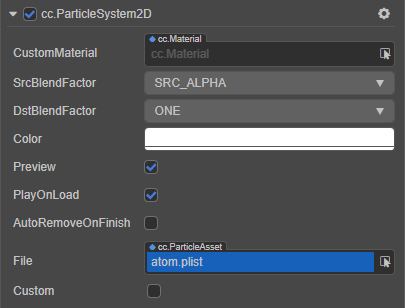 cc.ParticleSystem2D
cc.Material
CustomMaterial cc.Material
SrcBlendFactor SRC_ALPHA
DstBlendFactor ONE
Color
Preview
PlayOnLoad
AutoRemoveOnFinish
cc.ParticleAsset
File atom.plist
Custom